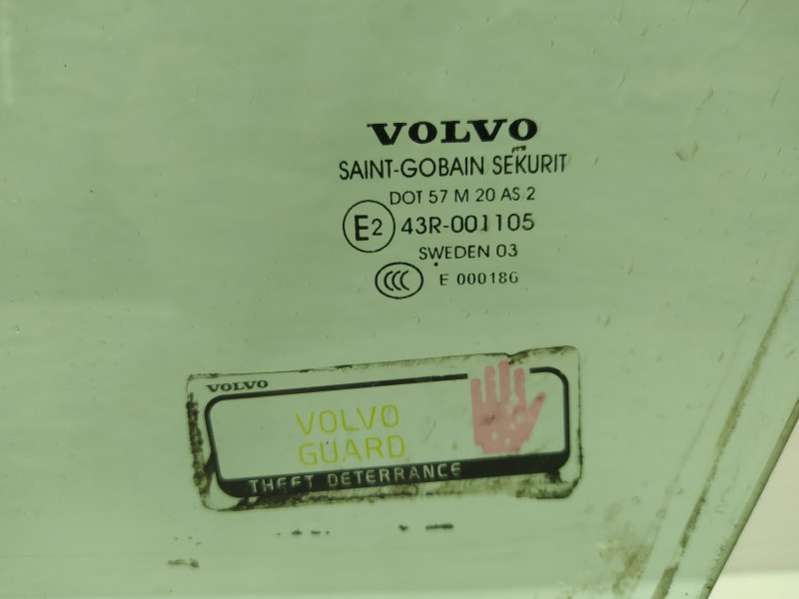 VOLVO
SAINT-GOBAIN SEKURIT
DOT 57 M 20 AS 2
E2 43R-001105
SWEDEN 03
CCC E 000186
VOLVO
VOLVO
GUARD
THEFT DETERRANCE